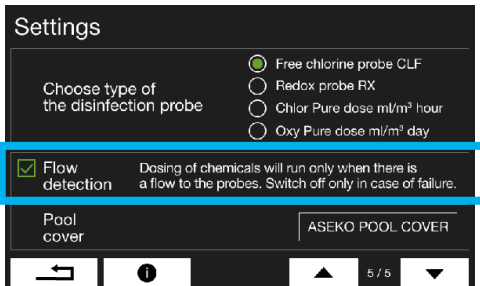 Settings
Choose type of
the disinfection probe
Free chlorine probe CLF
Redox probe RX
Chlor Pure dose ml/m³ hour
Oxy Pure dose ml/m³ day
Flow
detection
Dosing of chemicals will run only when there is
a flow to the probes. Switch off only in case of failure.
Pool
cover
ASEKO POOL COVER
i
5/5